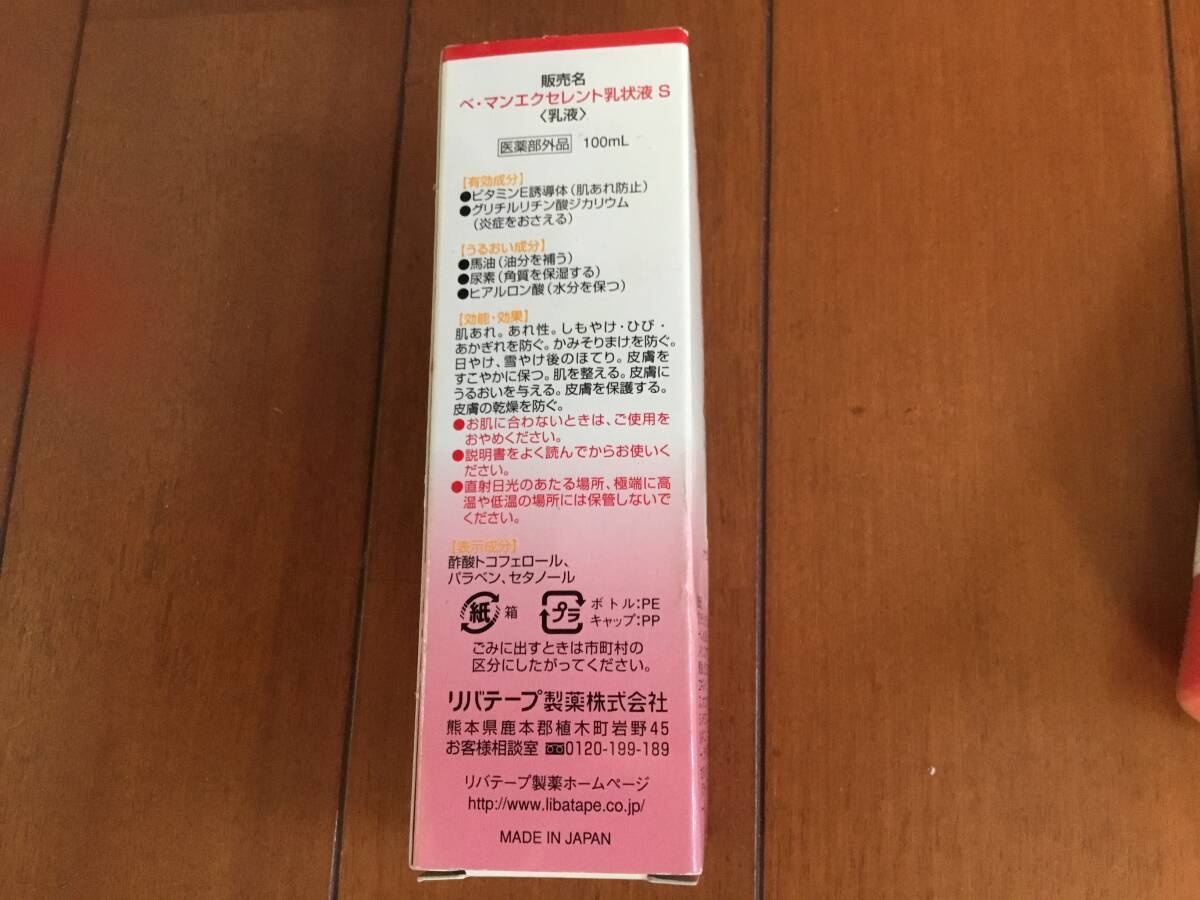 販売名
ベ・マンエクセレント乳状液 S
〈乳液〉
医薬部外品 100mL
【有効成分】
●ビタミンE誘導体(肌あれ防止)
●グリチルリチン酸ジカリウム
(炎症をおさえる)
【うるおい成分】
●馬油(油分を補う)
●尿素(角質を保湿する)
●ヒアルロン酸(水分を保つ)
【効能・効果】
肌あれ。あれ性。しもやけ・ひび・
あかぎれを防ぐ。かみそりまけを防ぐ。
日やけ、雪やけ後のほてり。皮膚を
すこやかに保つ。肌を整える。皮膚に
うるおいを与える。皮膚を保護する。
皮膚の乾燥を防ぐ。
●お肌に合わないときは、ご使用を
おやめください。
●説明書をよく読んでからお使いく
ださい。
●直射日光のあたる場所、極端に高
温や低温の場所には保管しないで
ください。
【表示成分】
酢酸トコフェロール、
パラベン、セタノール
紙 箱 プラ ボトル:PE
キャップ:PP
ごみに出すときは市町村の
区分にしたがってください。
リバテープ製薬株式会社
熊本県鹿本郡植木町岩野45
お客様相談室 0120-199-189
リバテープ製薬ホームページ
http://www.libatape.co.jp/
MADE IN JAPAN